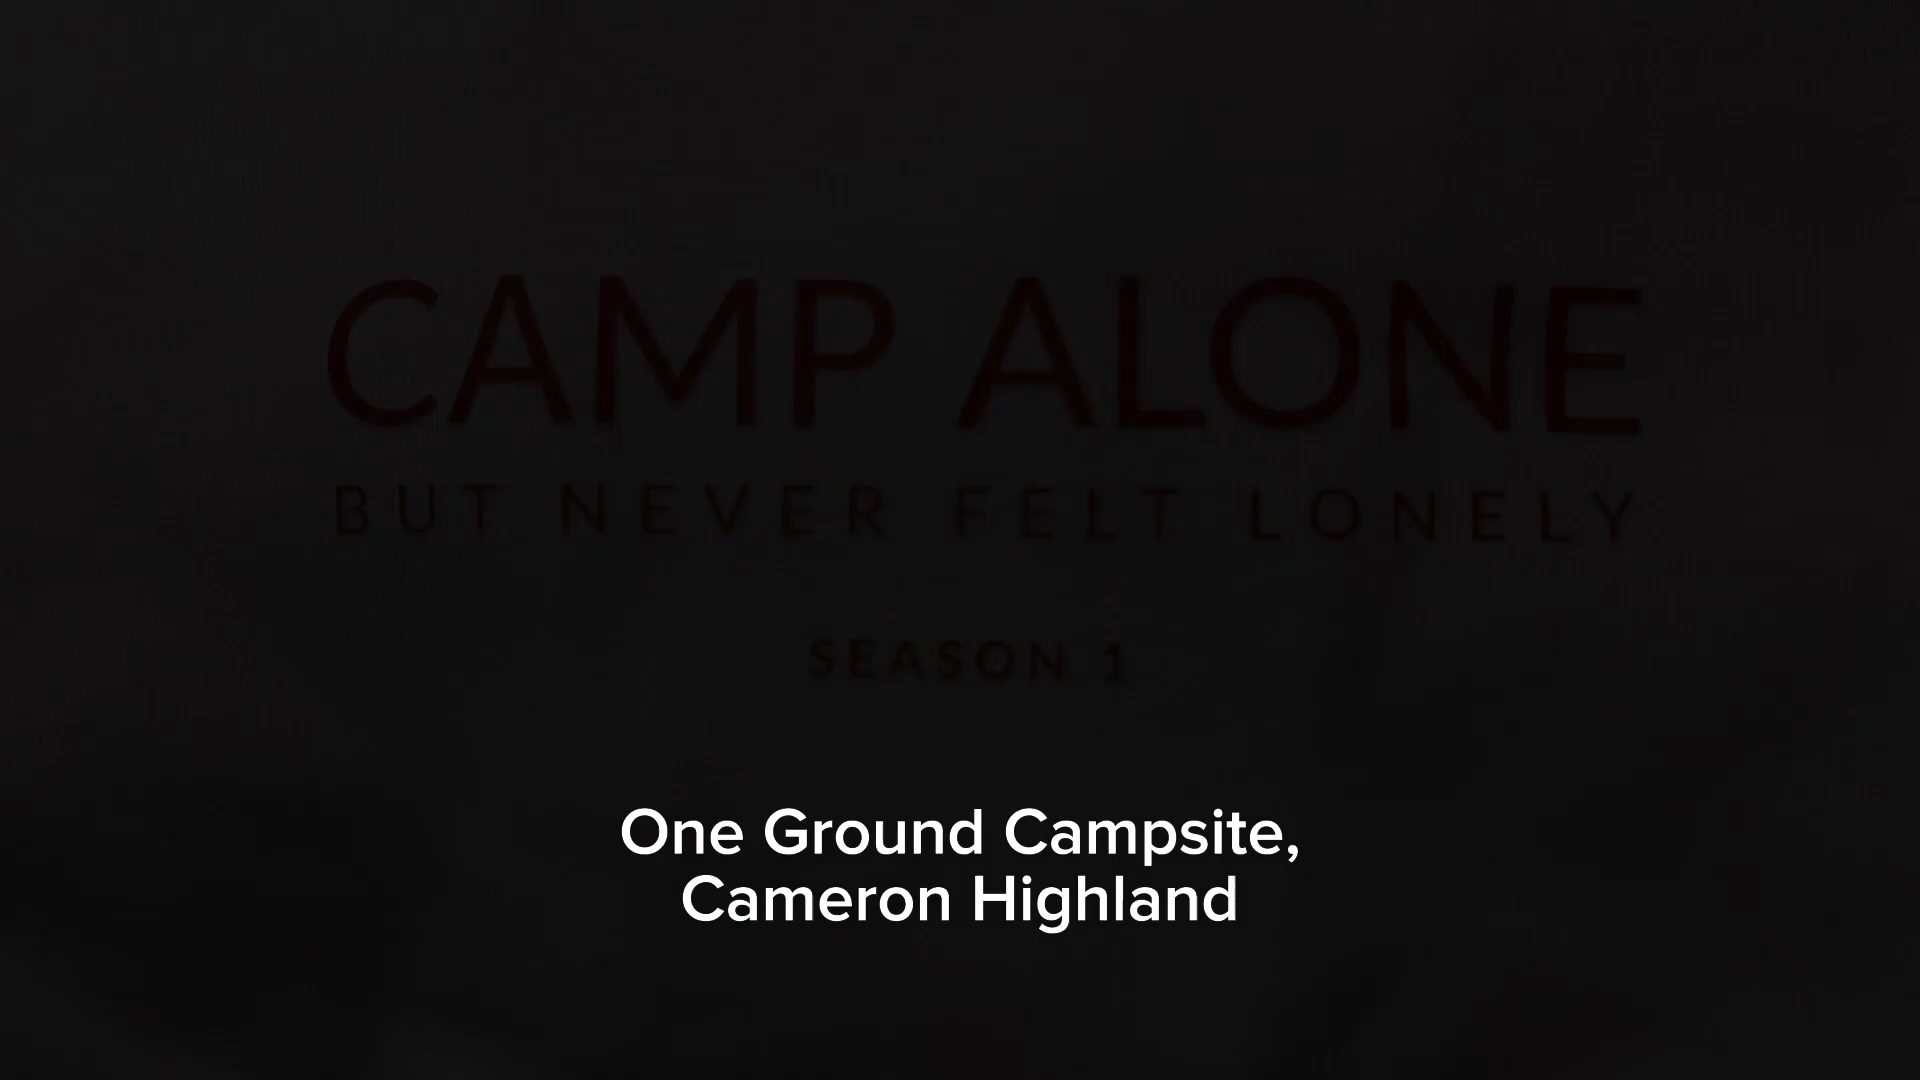 CAMP ALONE
BUT NEVER FELT LONELY
SEASON 1
One Ground Campsite,
Cameron Highland